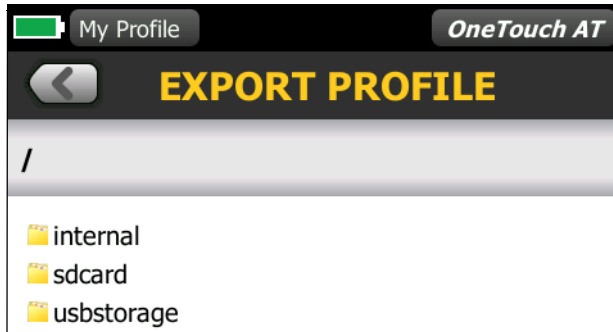 My Profile OneTouch AT
EXPORT PROFILE
/
internal
sdcard
usbstorage